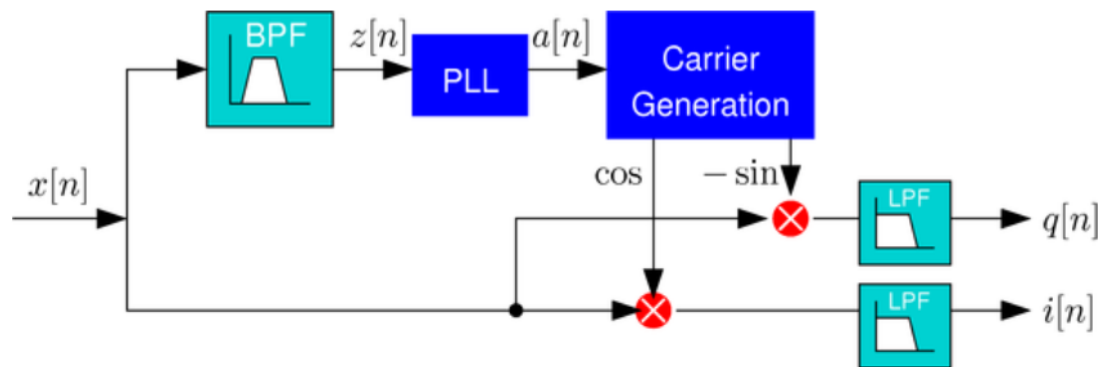 BPF
z[n]
PLL
a[n]
Carrier
Generation
x[n]
cos
− sin
LPF
q[n]
LPF
i[n]